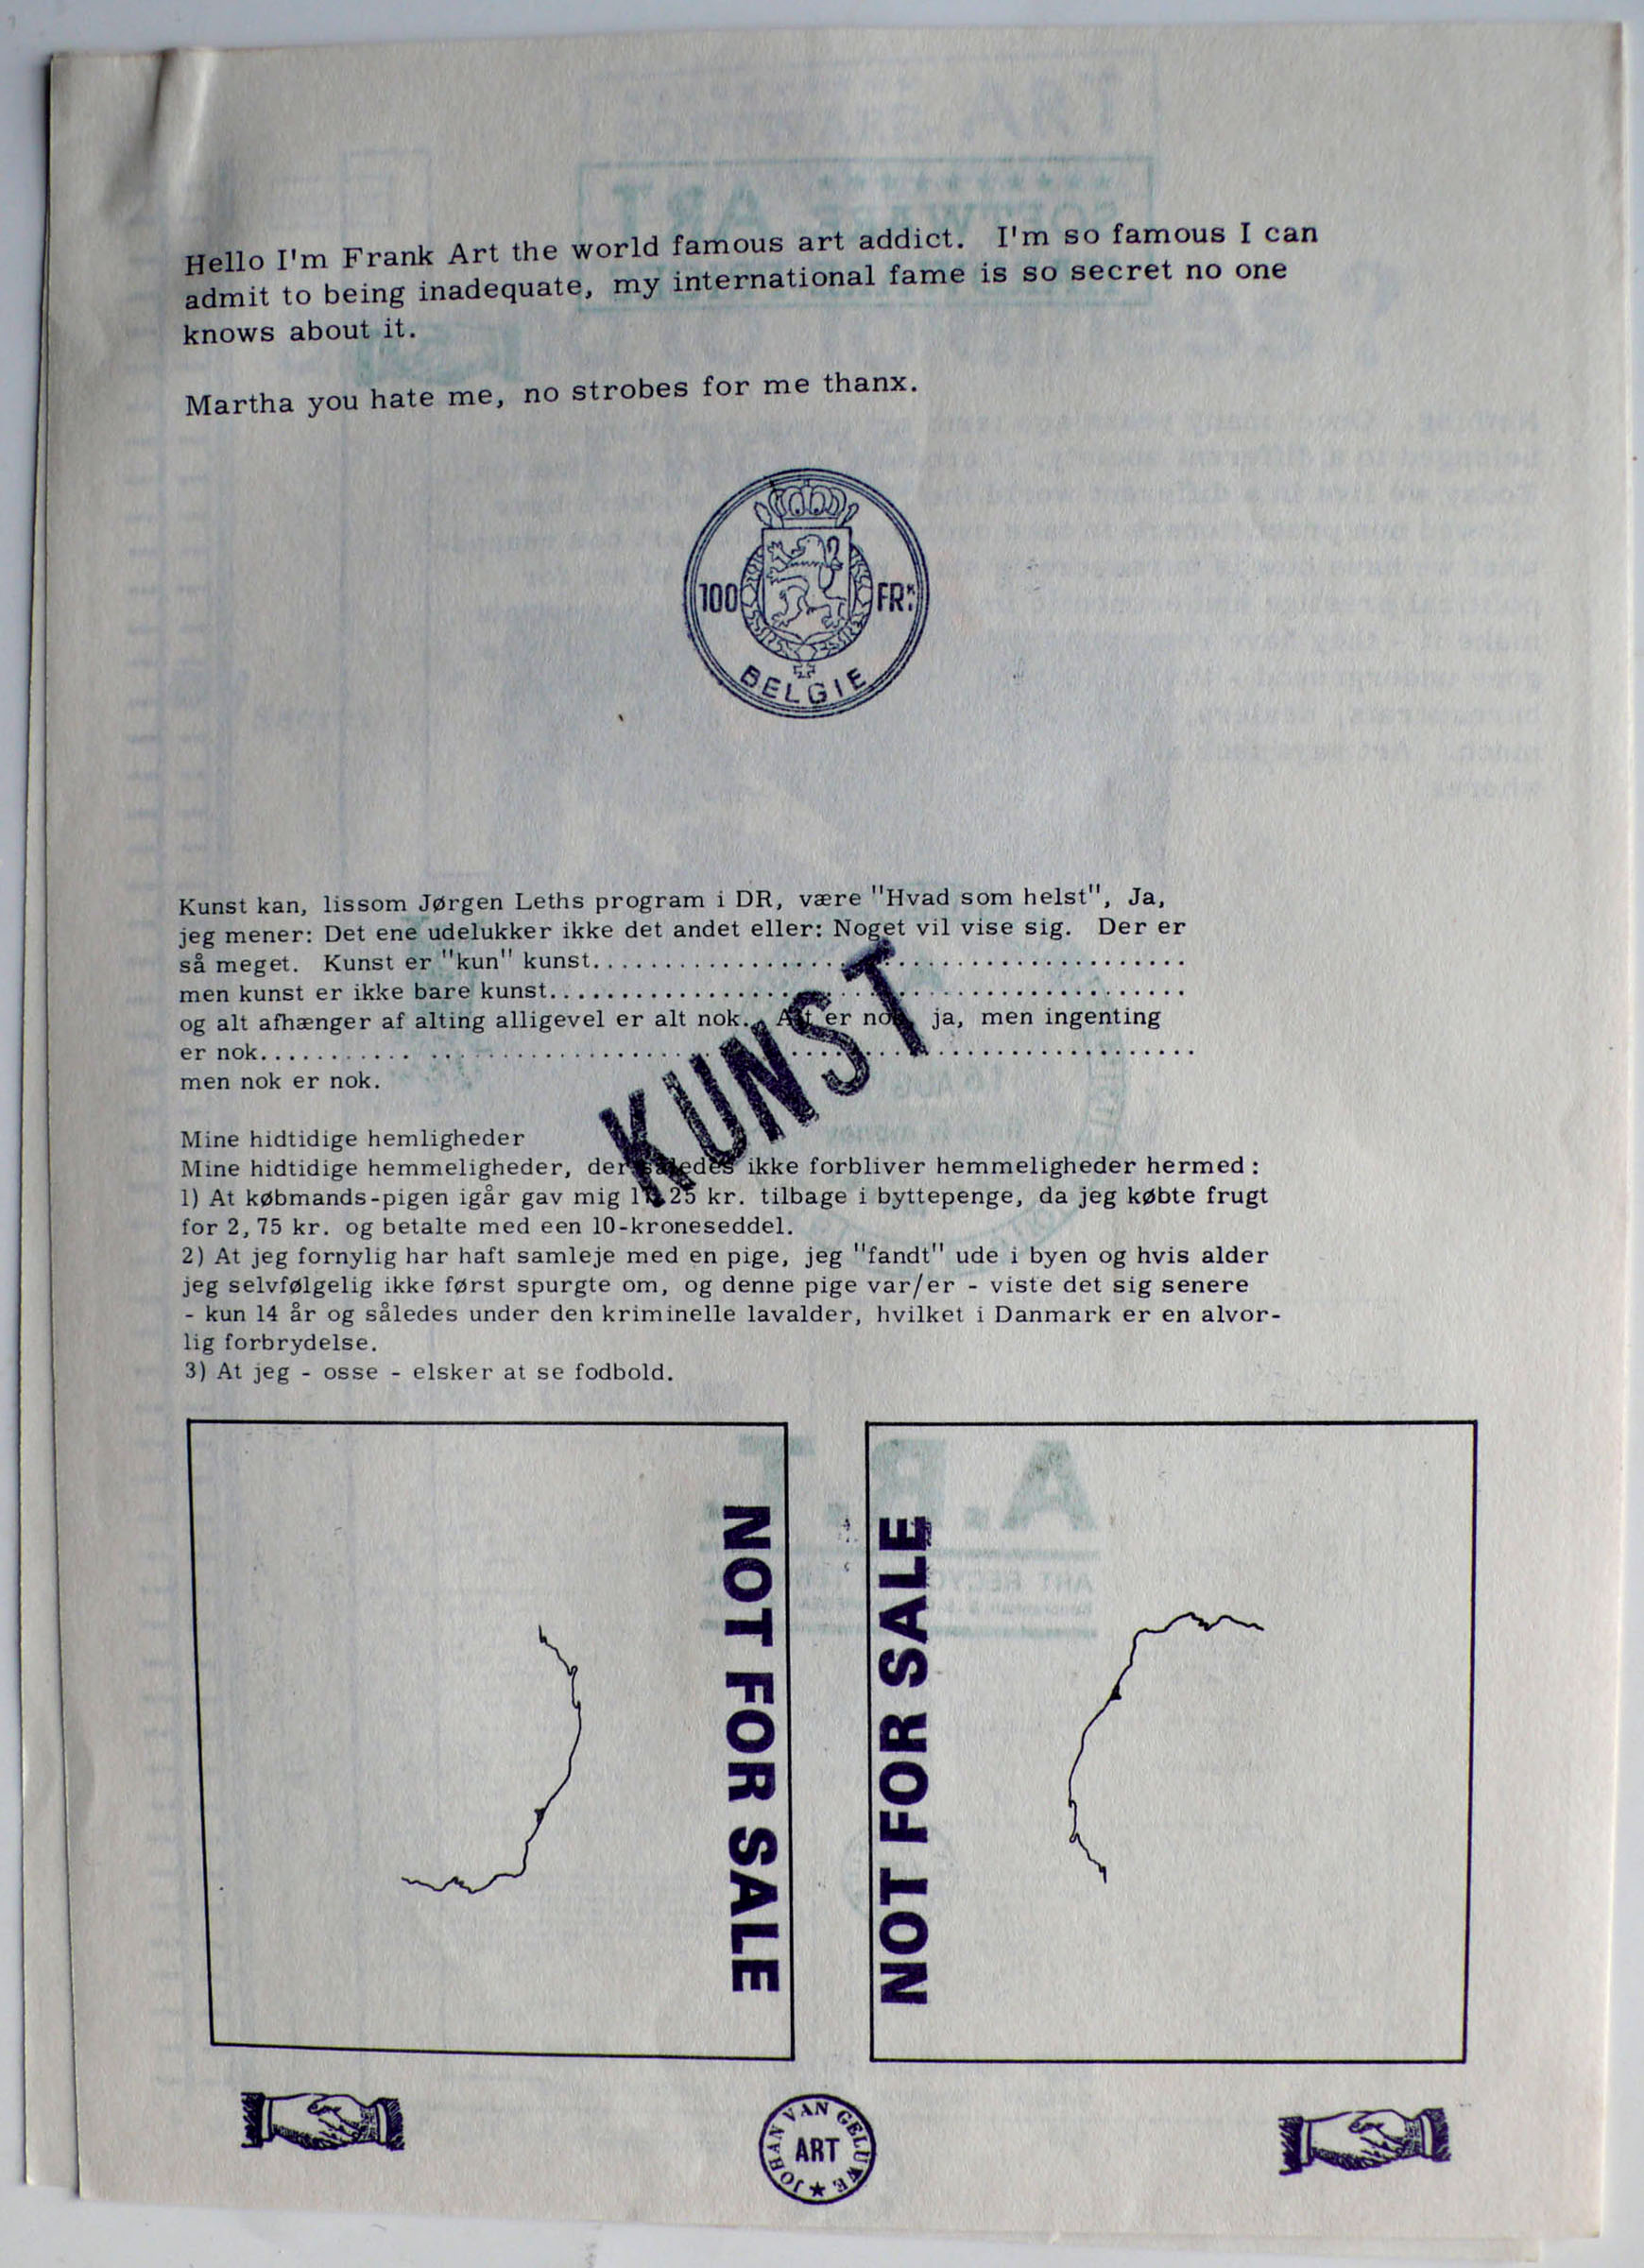 Hello I'm Frank Art the world famous art addict. I'm so famous I can
admit to being inadequate, my international fame is so secret no one
knows about it.
Martha you hate me, no strobes for me thanx.
100 FR.
BELGIE
Kunst kan, lissom Jørgen Leths program i DR, være "Hvad som helst", Ja,
jeg mener: Det ene udelukker ikke det andet eller: Noget vil vise sig. Der er
så meget. Kunst er "kun" kunst.........................................
men kunst er ikke bare kunst............................................
og alt afhænger af alting alligevel er alt nok. er ja, men ingenting
er nok................................................................
men nok er nok.
KUNST
Mine hidtidige hemligheder
Mine hidtidige hemmeligheder, der ikke forbliver hemmeligheder hermed:
1) At købmands-pigen igår gav mig kr. tilbage i byttepenge, da jeg købte frugt
for 2,75 kr. og betalte med een 10-kroneseddel.
2) At jeg fornylig har haft samleje med en pige, jeg "fandt" ude i byen og hvis alder
jeg selvfølgelig ikke først spurgte om, og denne pige var/er - viste det sig senere
- kun 14 år og således under den kriminelle lavalder, hvilket i Danmark er en alvor-
lig forbrydelse.
3) At jeg - osse - elsker at se fodbold.
NOT FOR SALE
NOT FOR SALE
JOHAN VAN GELUWE
ART